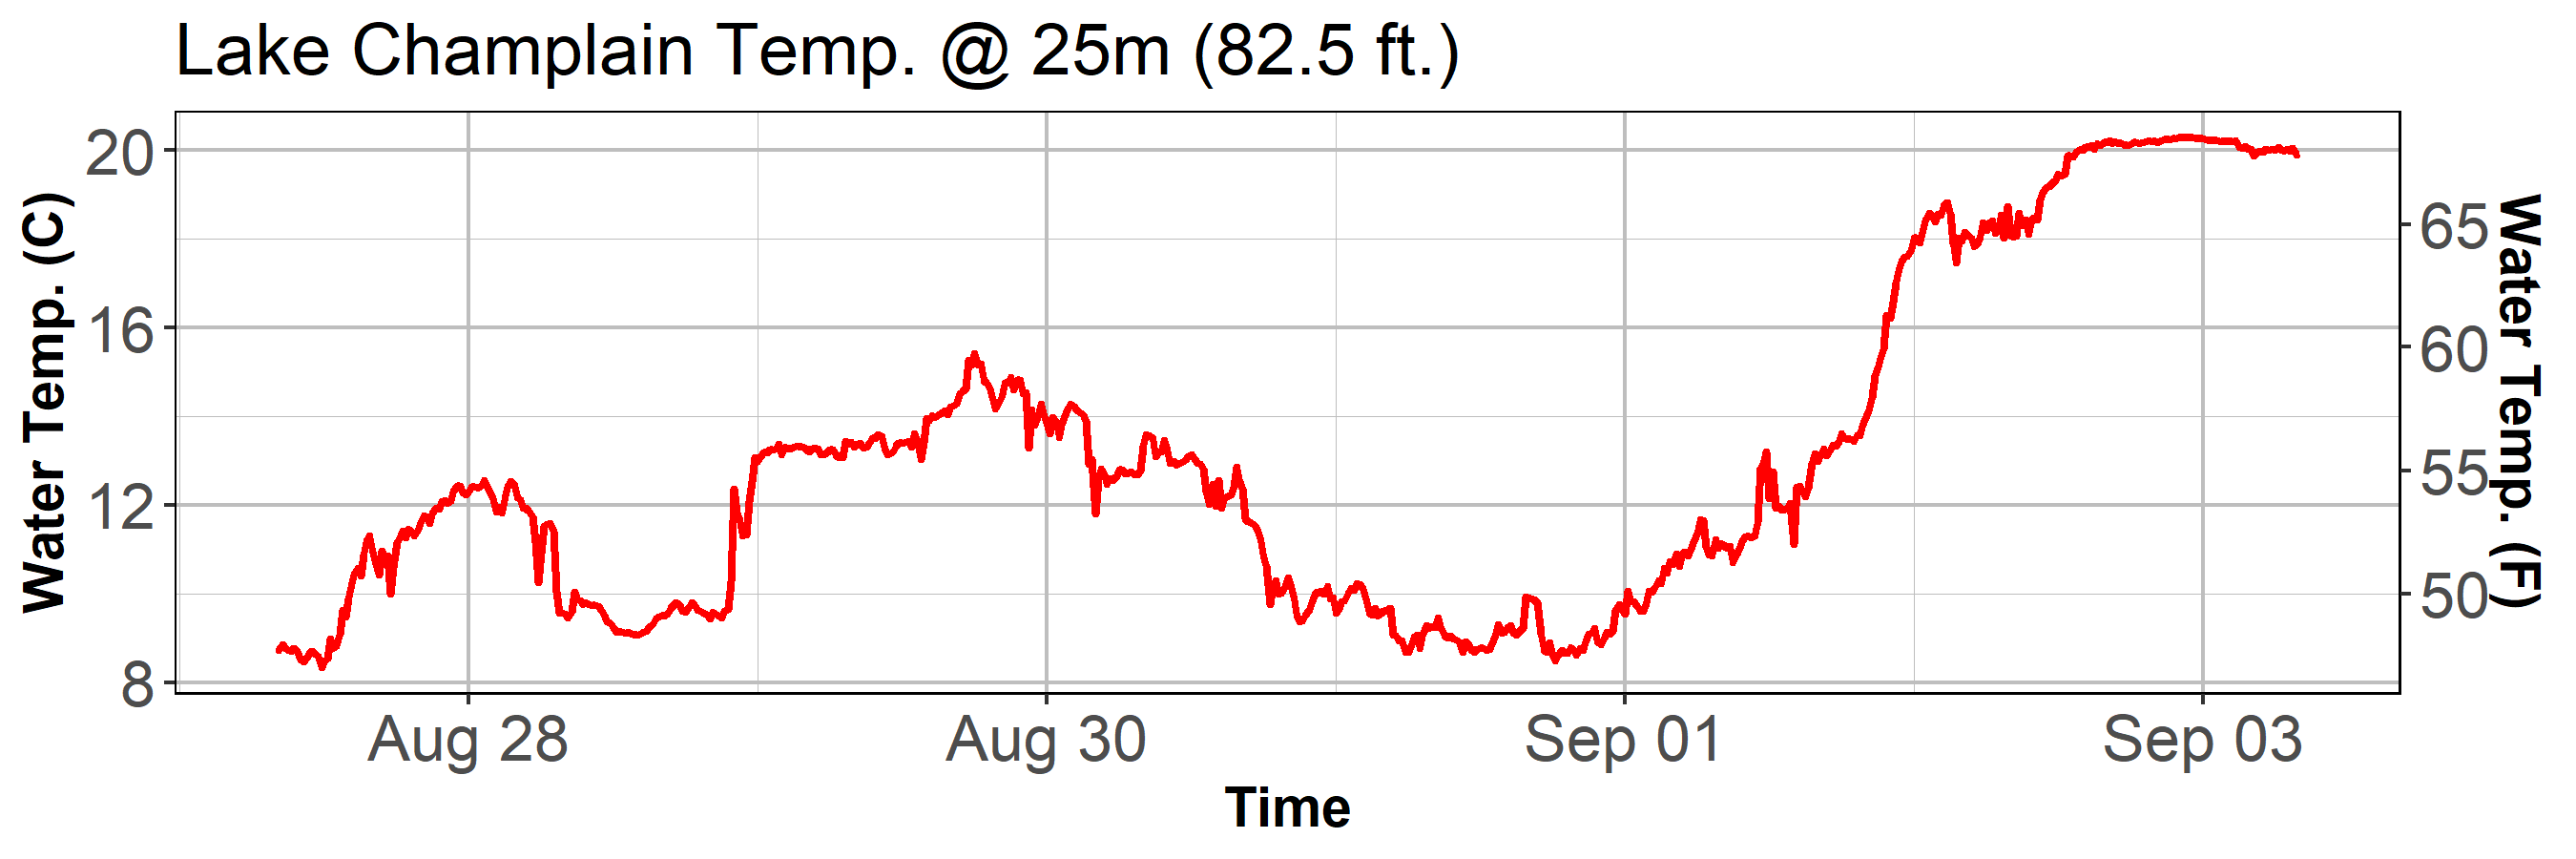 Lake Champlain Temp. @ 25m (82.5 ft.)
Water Temp. (C)
20
16
12
8
Water Temp. (F)
65
60
55
50
Aug 28
Aug 30
Sep 01
Sep 03
Time